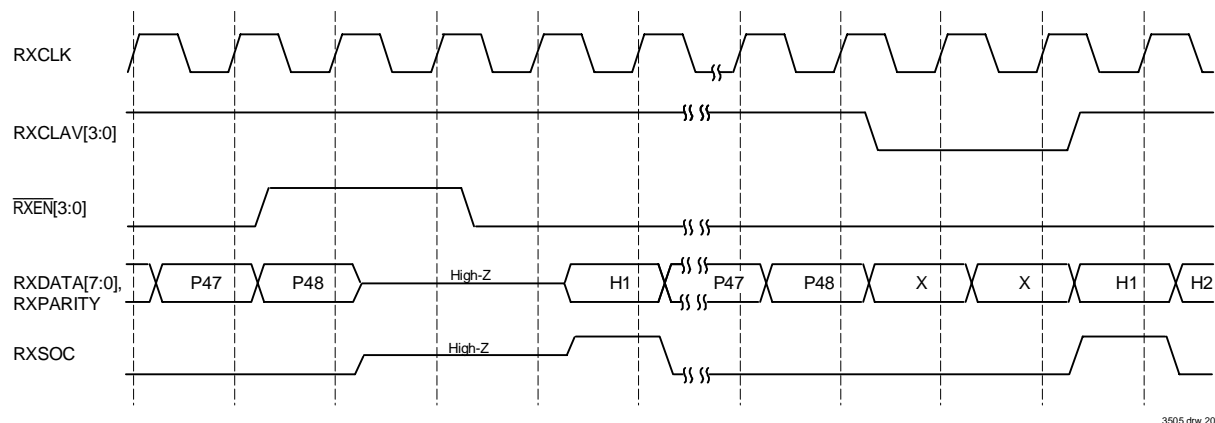 RXCLK
RXCLAV[3:0]
RXEN[3:0]
RXDATA[7:0],
RXPARITY
P47
P48
High-Z
H1
P47
P48
X
X
H1
H2
RXSOC
High-Z
3505 drw 20